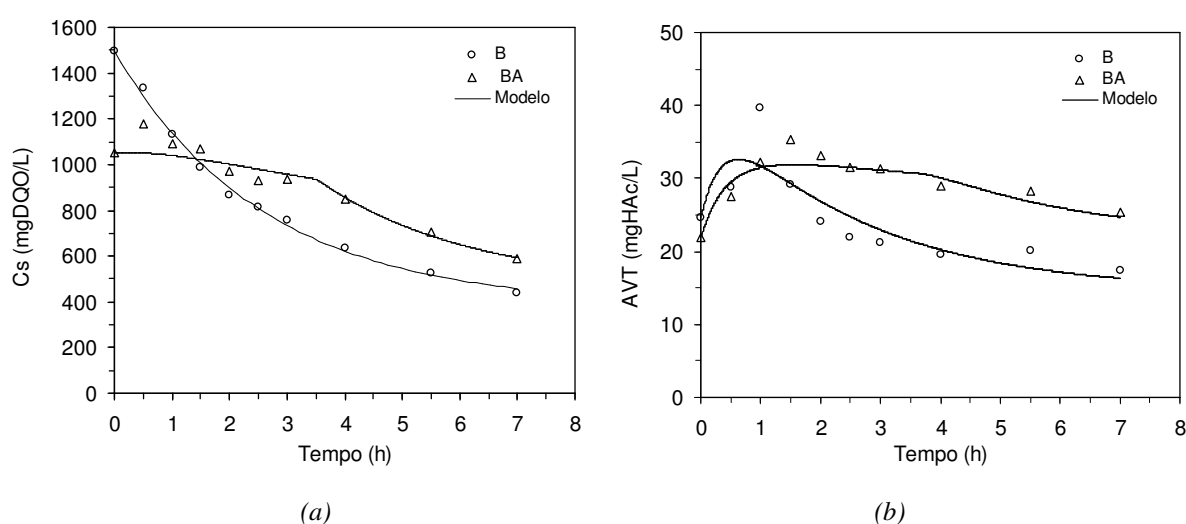 1600
1400
1200
1000
800
600
400
200
0
Cs (mgDQO/L)
0 1 2 3 4 5 6 7 8
Tempo (h)
B
BA
Modelo
(a)
50
40
30
20
10
0
AVT (mgHAc/L)
0 1 2 3 4 5 6 7 8
Tempo (h)
B
BA
Modelo
(b)